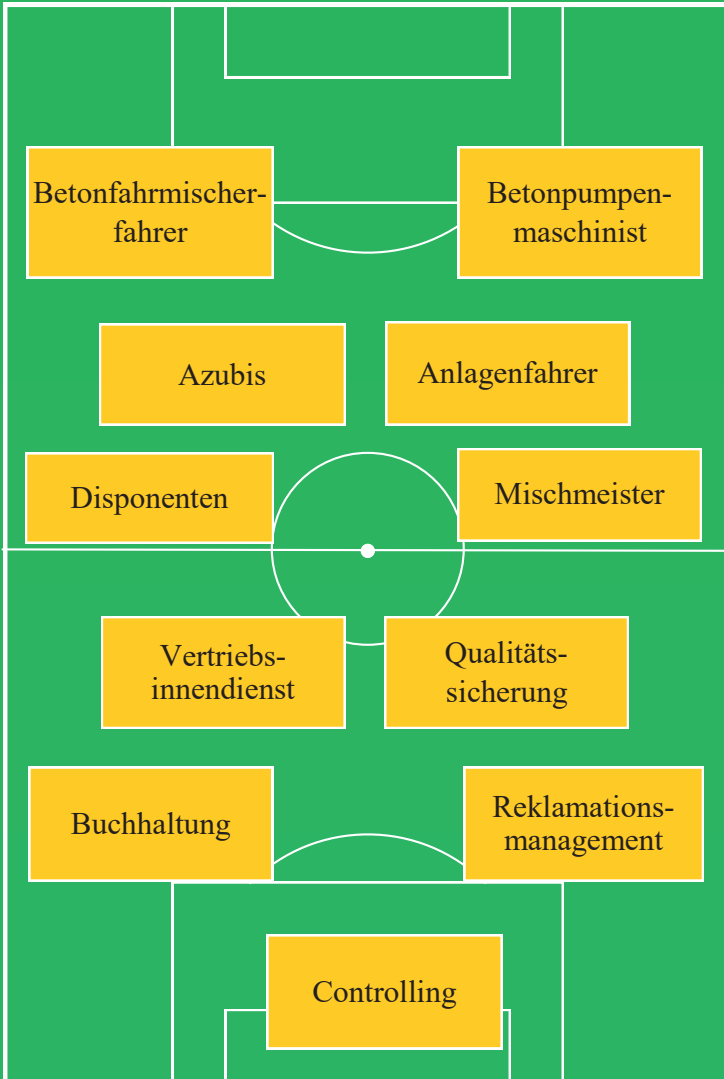 Betonfahrmischer-
fahrer
Betonpumpen-
maschinist
Azubis
Anlagenfahrer
Disponenten
Mischmeister
Vertriebs-
innendienst
Qualitäts-
sicherung
Buchhaltung
Reklamations-
management
Controlling